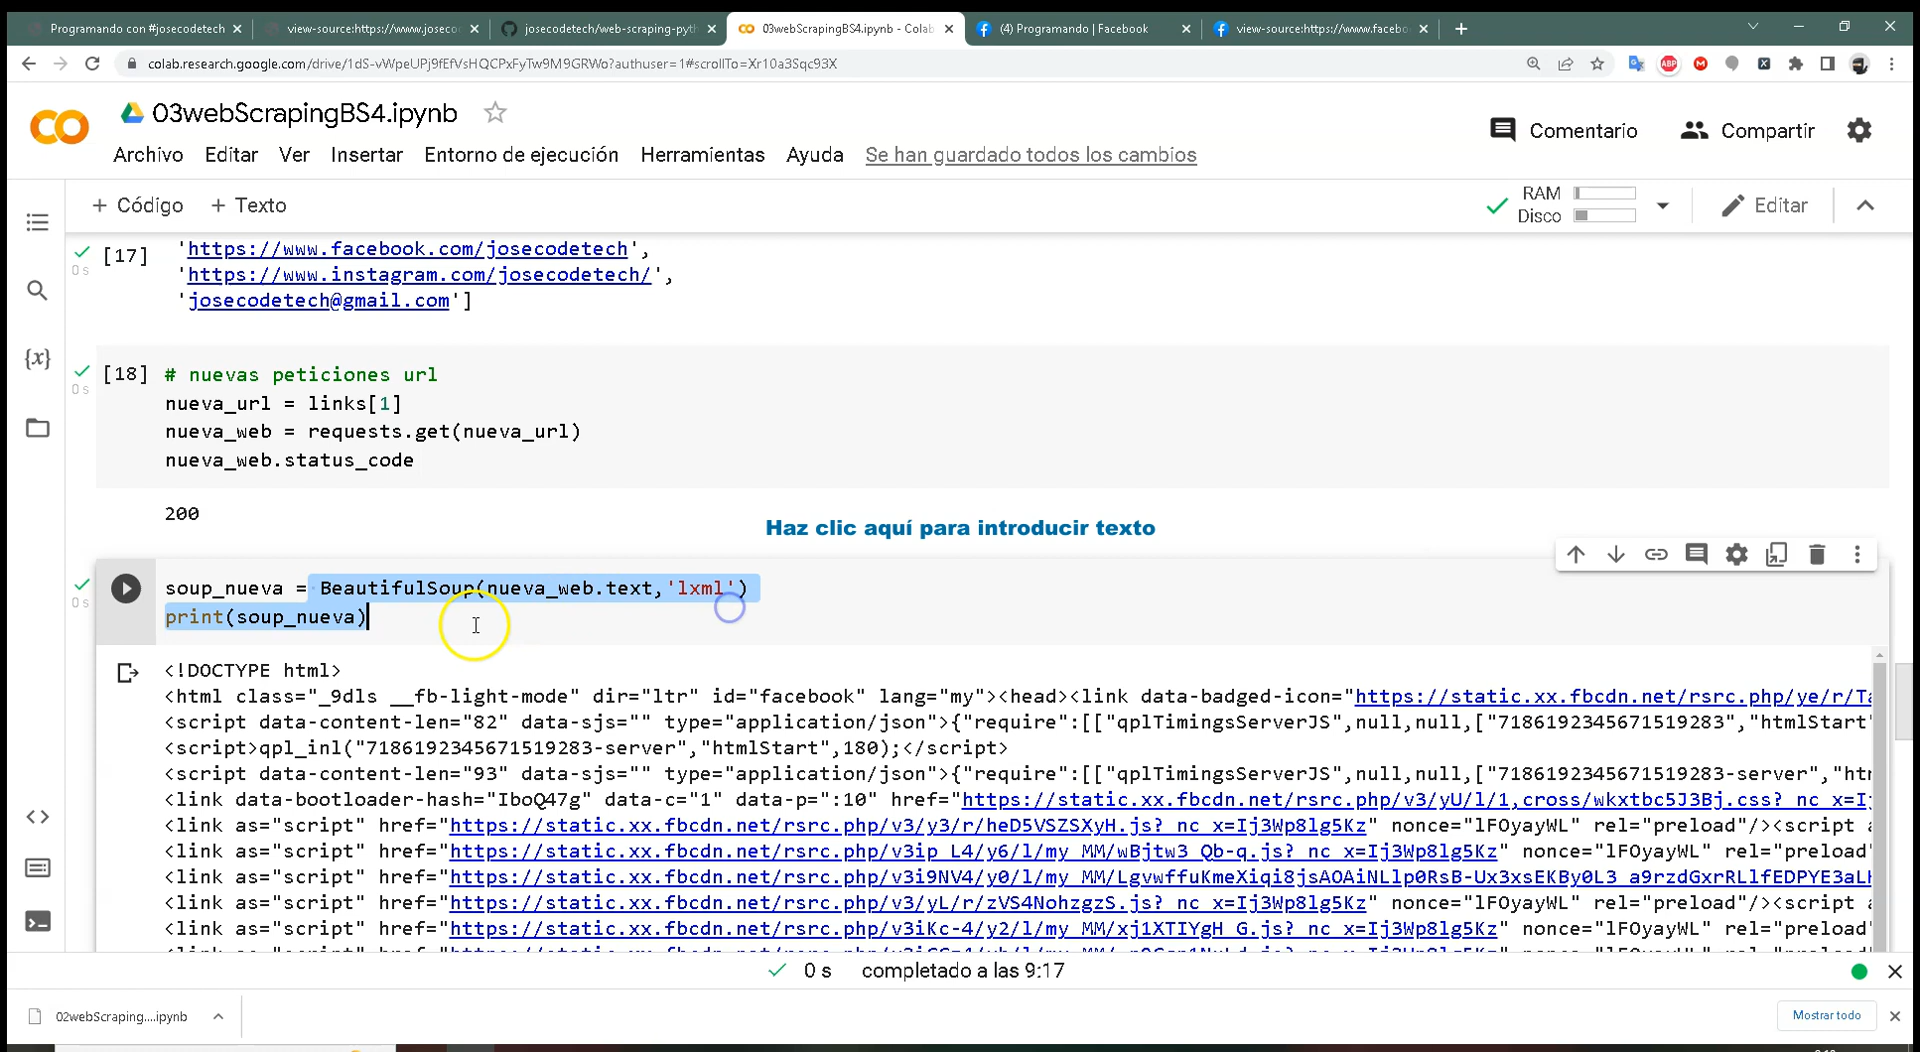 Programando con #josecodetech
view-source:https://www.joseco
josecodetech/web-scraping-pyth
03webScrapingBS4.ipynb - Colab
(4) Programando | Facebook
view-source:https://www.facebo
colab.research.google.com/drive/1dS-vWpeUPj9fEfVsHQCPxFyTw9M9GRWo?authuser=1#scrollTo=Xr10a3Sqc93X
03webScrapingBS4.ipynb
Comentario
Compartir
Archivo Editar Ver Insertar Entorno de ejecución Herramientas Ayuda Se han guardado todos los cambios
+ Código + Texto
RAM
Disco
Editar
[17]
0 s
'https://www.facebook.com/josecodetech',
'https://www.instagram.com/josecodetech/',
'josecodetech@gmail.com']
[18]
0 s
# nuevas peticiones url
nueva_url = links[1]
nueva_web = requests.get(nueva_url)
nueva_web.status_code
200
Haz clic aquí para introducir texto
0 s
soup_nueva = BeautifulSoup(nueva_web.text,'lxml')
print(soup_nueva)
<!DOCTYPE html>
<html class="_9dls __fb-light-mode" dir="ltr" id="facebook" lang="my"><head><link data-badged-icon="https://static.xx.fbcdn.net/rsrc.php/ye/r/Ta
<script data-content-len="82" data-sjs="" type="application/json">{"require":[["qplTimingsServerJS",null,null,["7186192345671519283","htmlStart"
<script>qpl_inl("7186192345671519283-server","htmlStart",180);</script>
<script data-content-len="93" data-sjs="" type="application/json">{"require":[["qplTimingsServerJS",null,null,["7186192345671519283-server","htm
<link data-bootloader-hash="IboQ47g" data-c="1" data-p=":10" href="https://static.xx.fbcdn.net/rsrc.php/v3/yU/l/1,cross/wkxtbc5J3Bj.css?_nc_x=Ij
<link as="script" href="https://static.xx.fbcdn.net/rsrc.php/v3/y3/r/heD5VSZSXyH.js?_nc_x=Ij3Wp8lg5Kz" nonce="lFOyayWL" rel="preload"/><script a
<link as="script" href="https://static.xx.fbcdn.net/rsrc.php/v3ip_L4/y6/l/my_MM/wBjtw3_Qb-q.js?_nc_x=Ij3Wp8lg5Kz" nonce="lFOyayWL" rel="preload
<link as="script" href="https://static.xx.fbcdn.net/rsrc.php/v3i9NV4/y0/l/my_MM/LgvwffuKmeXiqi8jsAOAiNLlp0RsB-Ux3xsEKBy0L3_a9rzdGxrRLlfEDPYE3aLH
<link as="script" href="https://static.xx.fbcdn.net/rsrc.php/v3/yL/r/zVS4NohzgzS.js?_nc_x=Ij3Wp8lg5Kz" nonce="lFOyayWL" rel="preload"/><script a
<link as="script" href="https://static.xx.fbcdn.net/rsrc.php/v3iKc-4/y2/l/my_MM/xj1XTIYgH_G.js?_nc_x=Ij3Wp8lg5Kz" nonce="lFOyayWL" rel="preload
0 s completado a las 9:17
02webScraping....ipynb
Mostrar todo